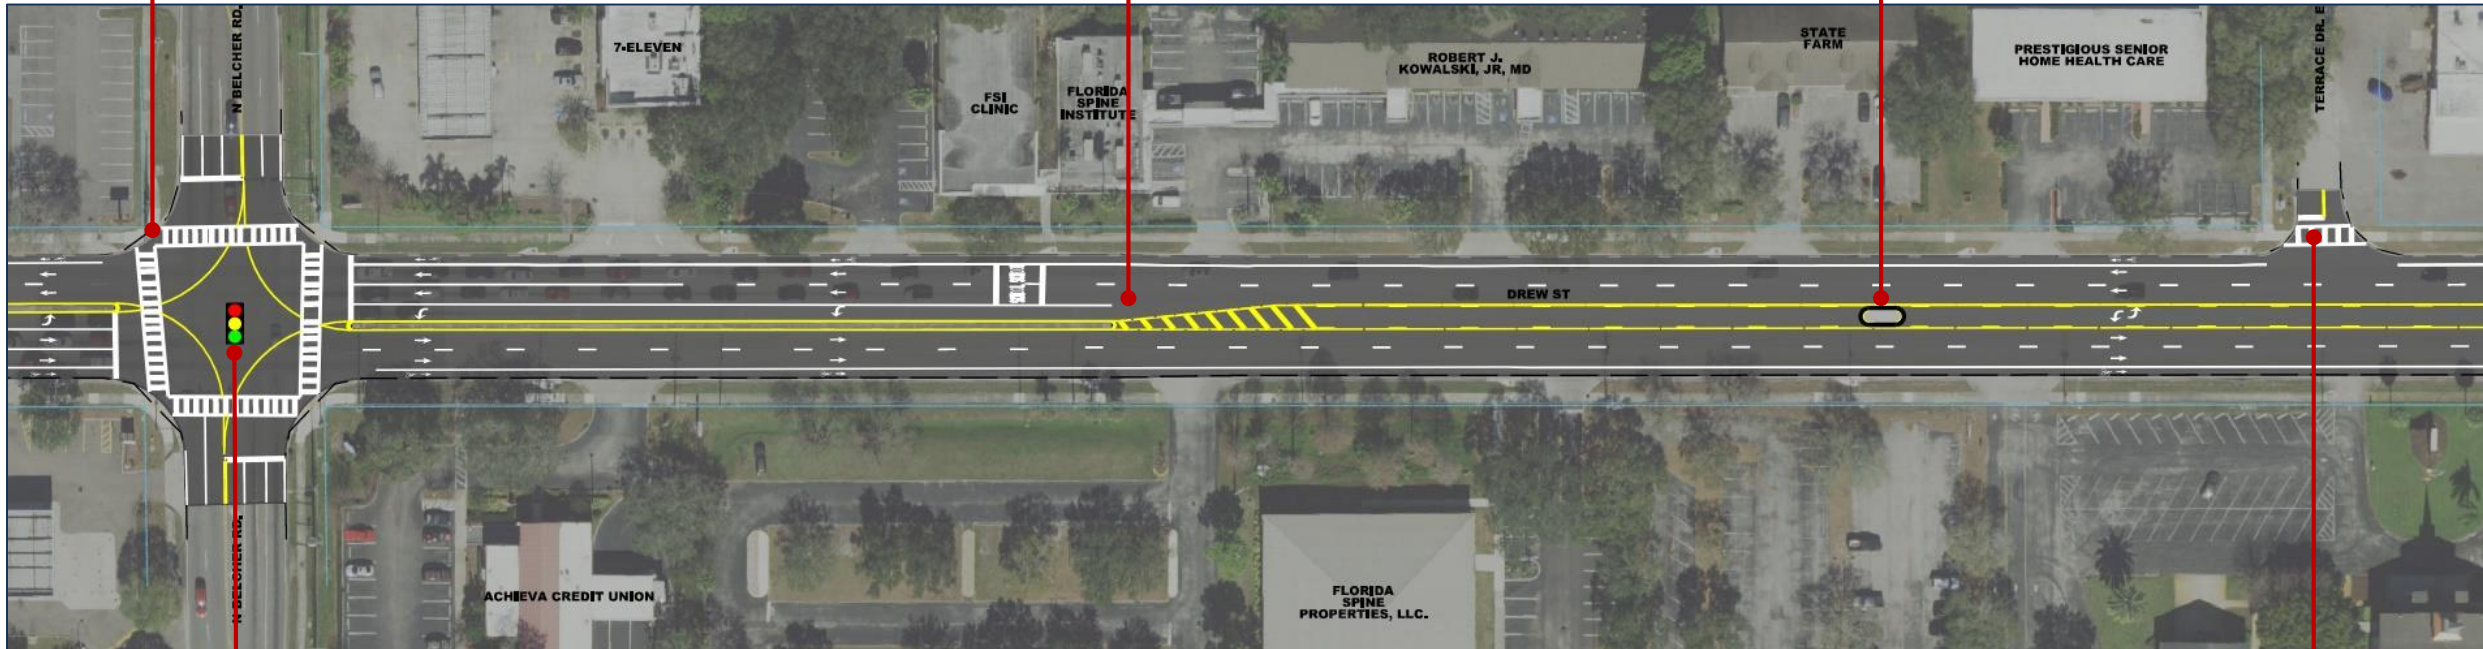 N BELCHER RD.
7-ELEVEN
FSI
CLINIC
FLORIDA
SPINE
INSTITUTE
ROBERT J.
KOWALSKI, JR, MD
STATE
FARM
PRESTIGIOUS SENIOR
HOME HEALTH CARE
TERRACE DR. E
DREW ST
N BELCHER RD.
ACHIEVA CREDIT UNION
FLORIDA
SPINE
PROPERTIES, LLC.